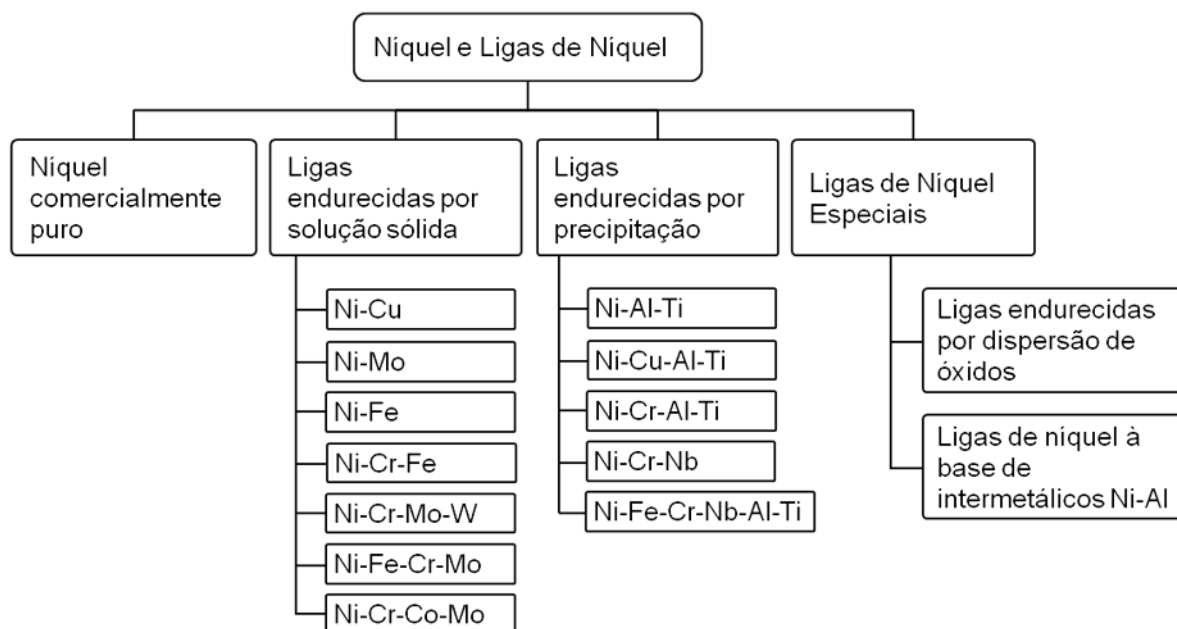 Níquel e Ligas de Níquel
Níquel
comercialmente
puro
Ligas
endurecidas por
solução sólida
Ni-Cu
Ni-Mo
Ni-Fe
Ni-Cr-Fe
Ni-Cr-Mo-W
Ni-Fe-Cr-Mo
Ni-Cr-Co-Mo
Ligas
endurecidas por
precipitação
Ni-Al-Ti
Ni-Cu-Al-Ti
Ni-Cr-Al-Ti
Ni-Cr-Nb
Ni-Fe-Cr-Nb-Al-Ti
Ligas de Níquel
Especiais
Ligas endurecidas
por dispersão de
óxidos
Ligas de níquel à
base de
intermetálicos Ni-Al